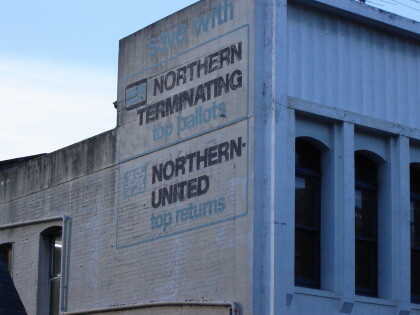 Save with
NORTHERN
TERMINATING
top ballots
NORTHERN-
UNITED
top returns